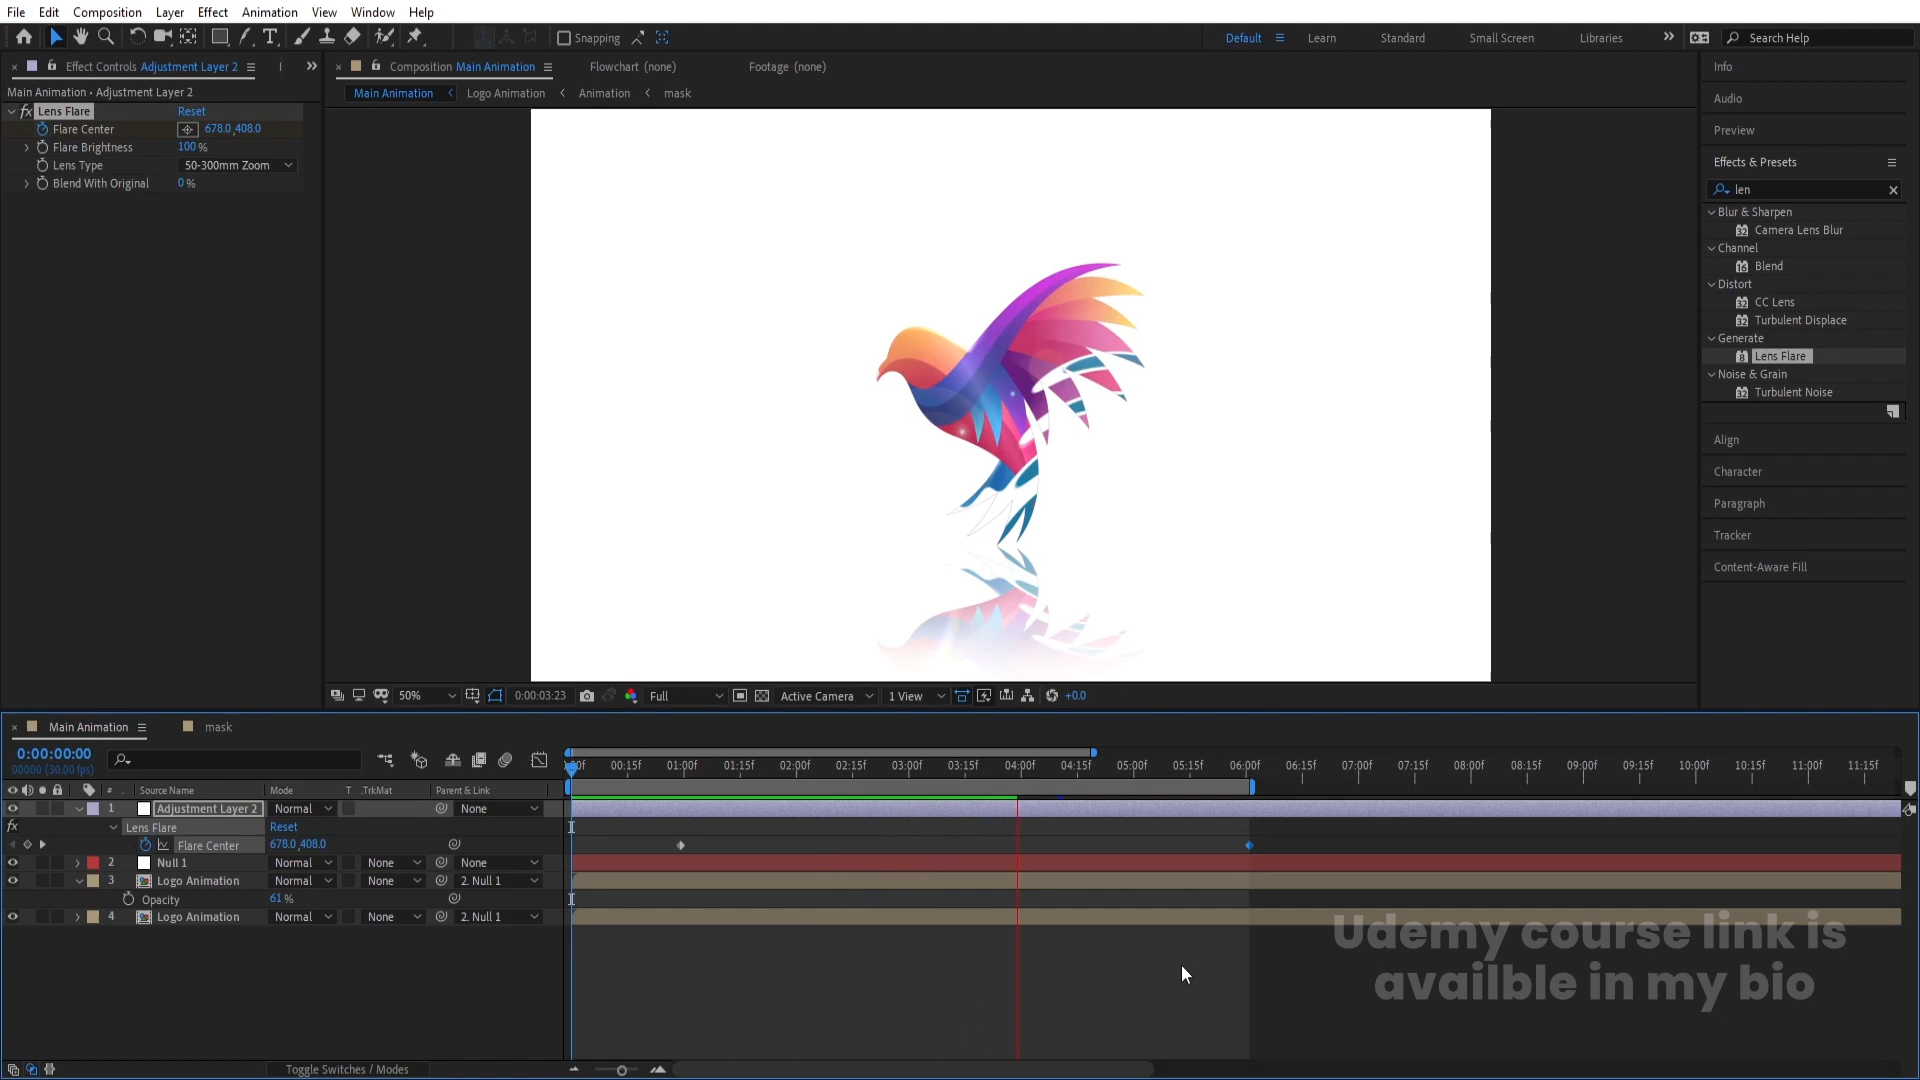 File Edit Composition Layer Effect Animation View Window Help
Snapping Default Learn Standard Small Screen Libraries Search Help
Effect Controls Adjustment Layer 2
Composition Main Animation Flowchart (none) Footage (none)
Main Animation • Adjustment Layer 2
Main Animation Logo Animation Animation mask
fx Lens Flare Reset
Flare Center 678.0,408.0
Flare Brightness 100 %
Lens Type 50-300mm Zoom
Blend With Original 0 %
Info
Audio
Preview
Effects & Presets
len
Blur & Sharpen
32 Camera Lens Blur
Channel
16 Blend
Distort
32 CC Lens
32 Turbulent Displace
Generate
8 Lens Flare
Noise & Grain
32 Turbulent Noise
Align
Character
Paragraph
Tracker
Content-Aware Fill
50% 0:00:03:23 Full Active Camera 1 View +0.0
Main Animation mask
0:00:00:00
00000 (30.00 fps)
:00f 00:15f 01:00f 01:15f 02:00f 02:15f 03:00f 03:15f 04:00f 04:15f 05:00f 05:15f 06:00f 06:15f 07:00f 07:15f 08:00f 08:15f 09:00f 09:15f 10:00f 10:15f 11:00f 11:15f
# Source Name Mode T .TrkMat Parent & Link
1 Adjustment Layer 2 Normal None
fx Lens Flare Reset
Flare Center 678.0,408.0
2 Null 1 Normal None None
3 Logo Animation Normal None 2. Null 1
Opacity 61 %
4 Logo Animation Normal None 2. Null 1
Udemy course link is
availble in my bio
Toggle Switches / Modes